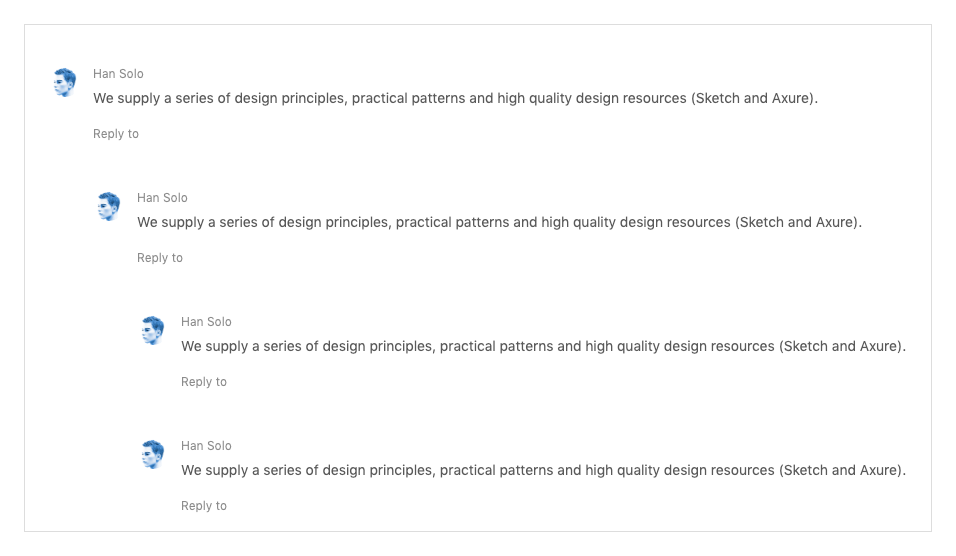 Han Solo
We supply a series of design principles, practical patterns and high quality design resources (Sketch and Axure).
Reply to
Han Solo
We supply a series of design principles, practical patterns and high quality design resources (Sketch and Axure).
Reply to
Han Solo
We supply a series of design principles, practical patterns and high quality design resources (Sketch and Axure).
Reply to
Han Solo
We supply a series of design principles, practical patterns and high quality design resources (Sketch and Axure).
Reply to